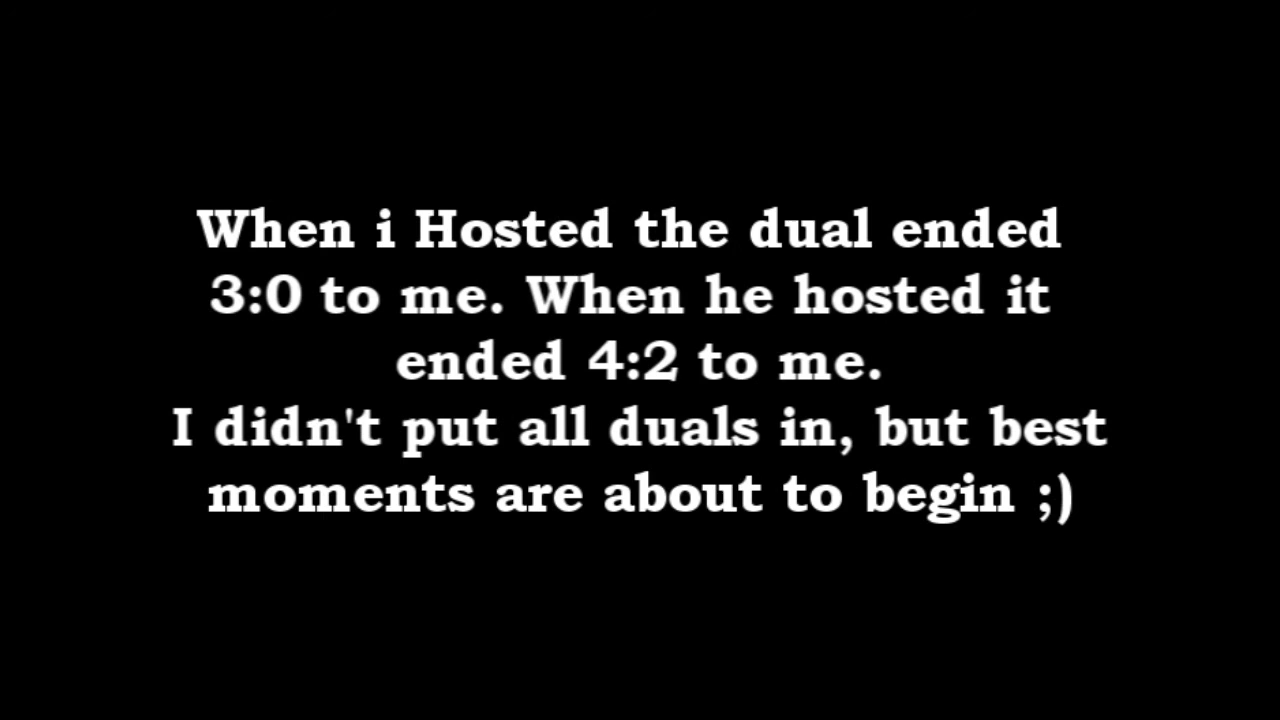 When i Hosted the dual ended
3:0 to me. When he hosted it
ended 4:2 to me.
I didn't put all duals in, but best
moments are about to begin ;)